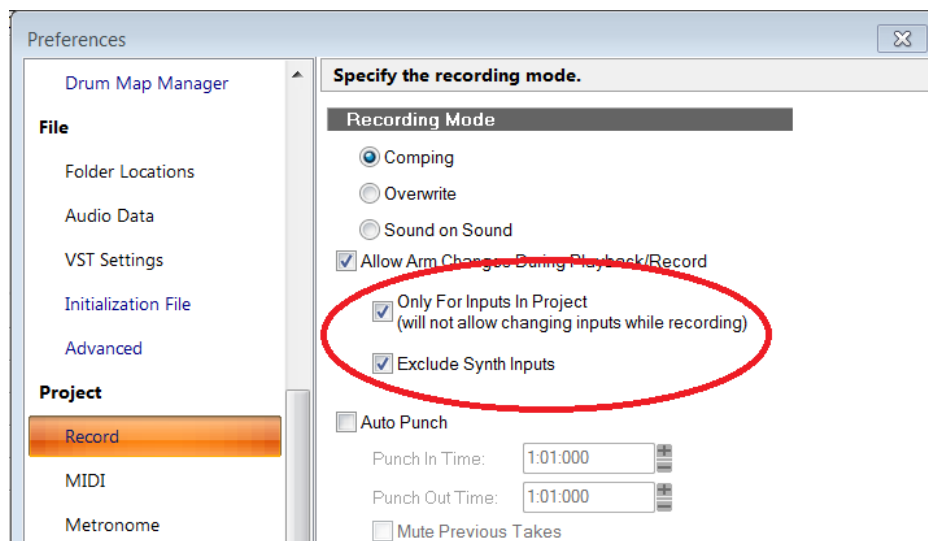 Preferences
Drum Map Manager
File
Folder Locations
Audio Data
VST Settings
Initialization File
Advanced
Project
Record
MIDI
Metronome
Specify the recording mode.
Recording Mode
Comping
Overwrite
Sound on Sound
Allow Arm Changes During Playback/Record
Only For Inputs In Project
(will not allow changing inputs while recording)
Exclude Synth Inputs
Auto Punch
Punch In Time: 1:01:000
Punch Out Time: 1:01:000
Mute Previous Takes